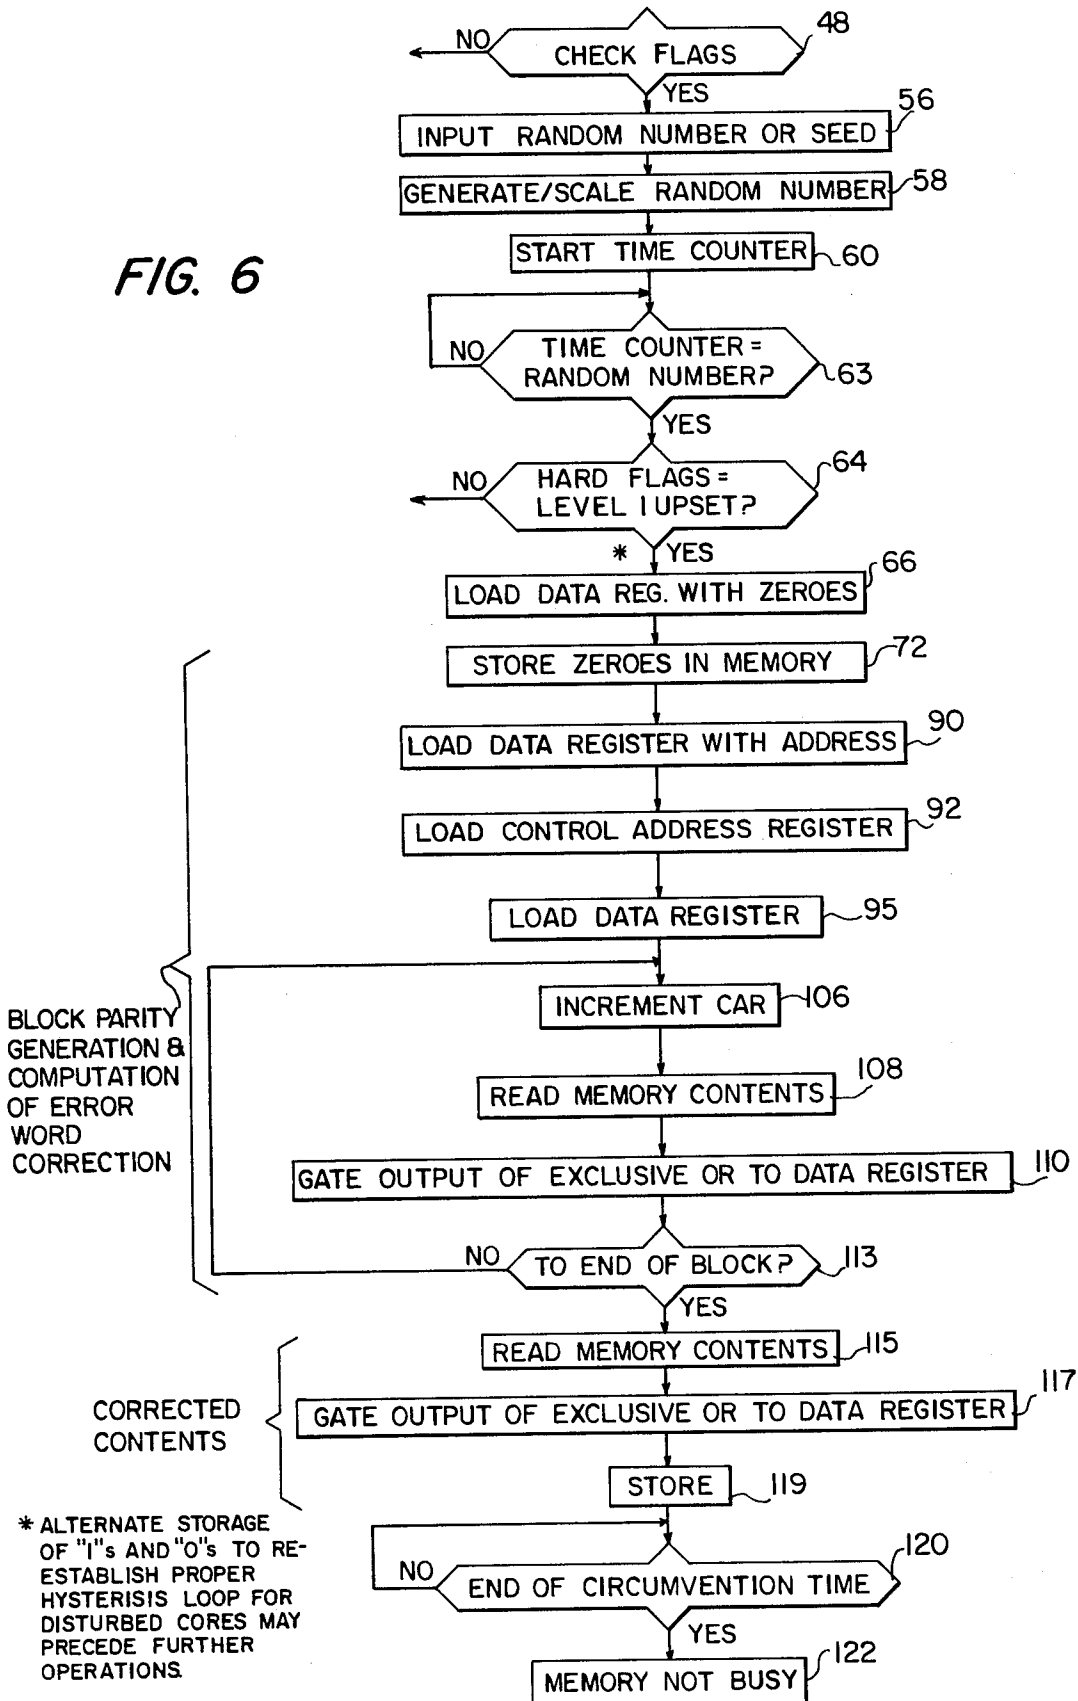 48
NO
CHECK FLAGS
YES
56
INPUT RANDOM NUMBER OR SEED
58
GENERATE/SCALE RANDOM NUMBER
START TIME COUNTER
60
FIG. 6
NO
TIME COUNTER =
RANDOM NUMBER?
63
YES
64
NO
HARD FLAGS =
LEVEL 1 UPSET?
* YES
66
LOAD DATA REG. WITH ZEROES
72
STORE ZEROES IN MEMORY
90
LOAD DATA REGISTER WITH ADDRESS
92
LOAD CONTROL ADDRESS REGISTER
LOAD DATA REGISTER
95
INCREMENT CAR
106
BLOCK PARITY
GENERATION &
COMPUTATION
OF ERROR
WORD
CORRECTION
108
READ MEMORY CONTENTS
110
GATE OUTPUT OF EXCLUSIVE OR TO DATA REGISTER
NO
TO END OF BLOCK?
113
YES
READ MEMORY CONTENTS
115
117
GATE OUTPUT OF EXCLUSIVE OR TO DATA REGISTER
CORRECTED
CONTENTS
STORE
119
* ALTERNATE STORAGE
OF "1"s AND "0"s TO RE-
ESTABLISH PROPER
HYSTERISIS LOOP FOR
DISTURBED CORES MAY
PRECEDE FURTHER
OPERATIONS.
120
NO
END OF CIRCUMVENTION TIME
YES
MEMORY NOT BUSY
122